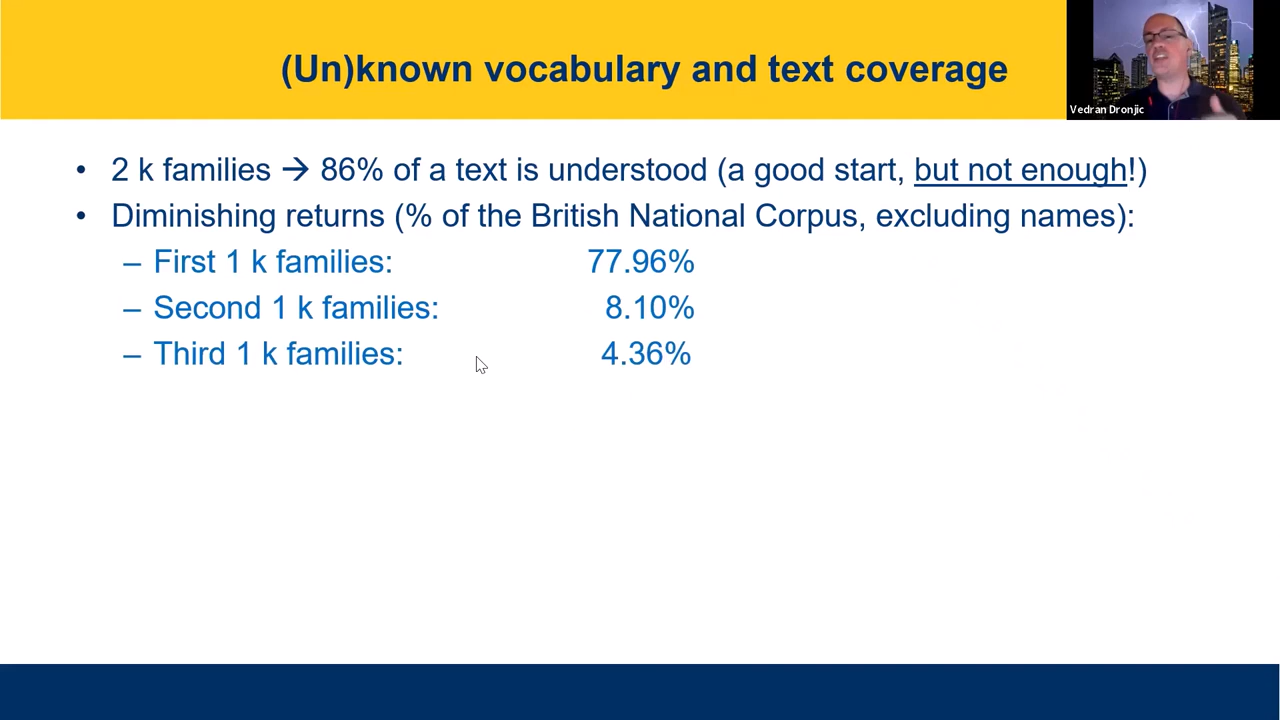 (Un)known vocabulary and text coverage
Vedran Dronjic
• 2 k families → 86% of a text is understood (a good start, but not enough!)
• Diminishing returns (% of the British National Corpus, excluding names):
– First 1 k families: 77.96%
– Second 1 k families: 8.10%
– Third 1 k families: 4.36%